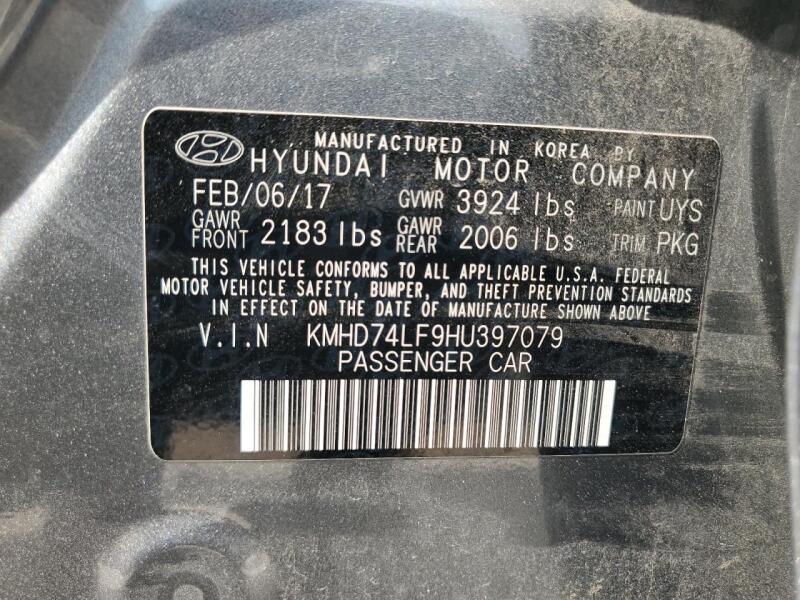 MANUFACTURED IN KOREA BY
HYUNDAI MOTOR COMPANY
FEB/06/17 GVWR 3924 lbs PAINT UYS
GAWR FRONT 2183 lbs GAWR REAR 2006 lbs TRIM PKG
THIS VEHICLE CONFORMS TO ALL APPLICABLE U.S.A. FEDERAL
MOTOR VEHICLE SAFETY, BUMPER, AND THEFT PREVENTION STANDARDS
IN EFFECT ON THE DATE OF MANUFACTURE SHOWN ABOVE
V.I.N KMHD74LF9HU397079
PASSENGER CAR